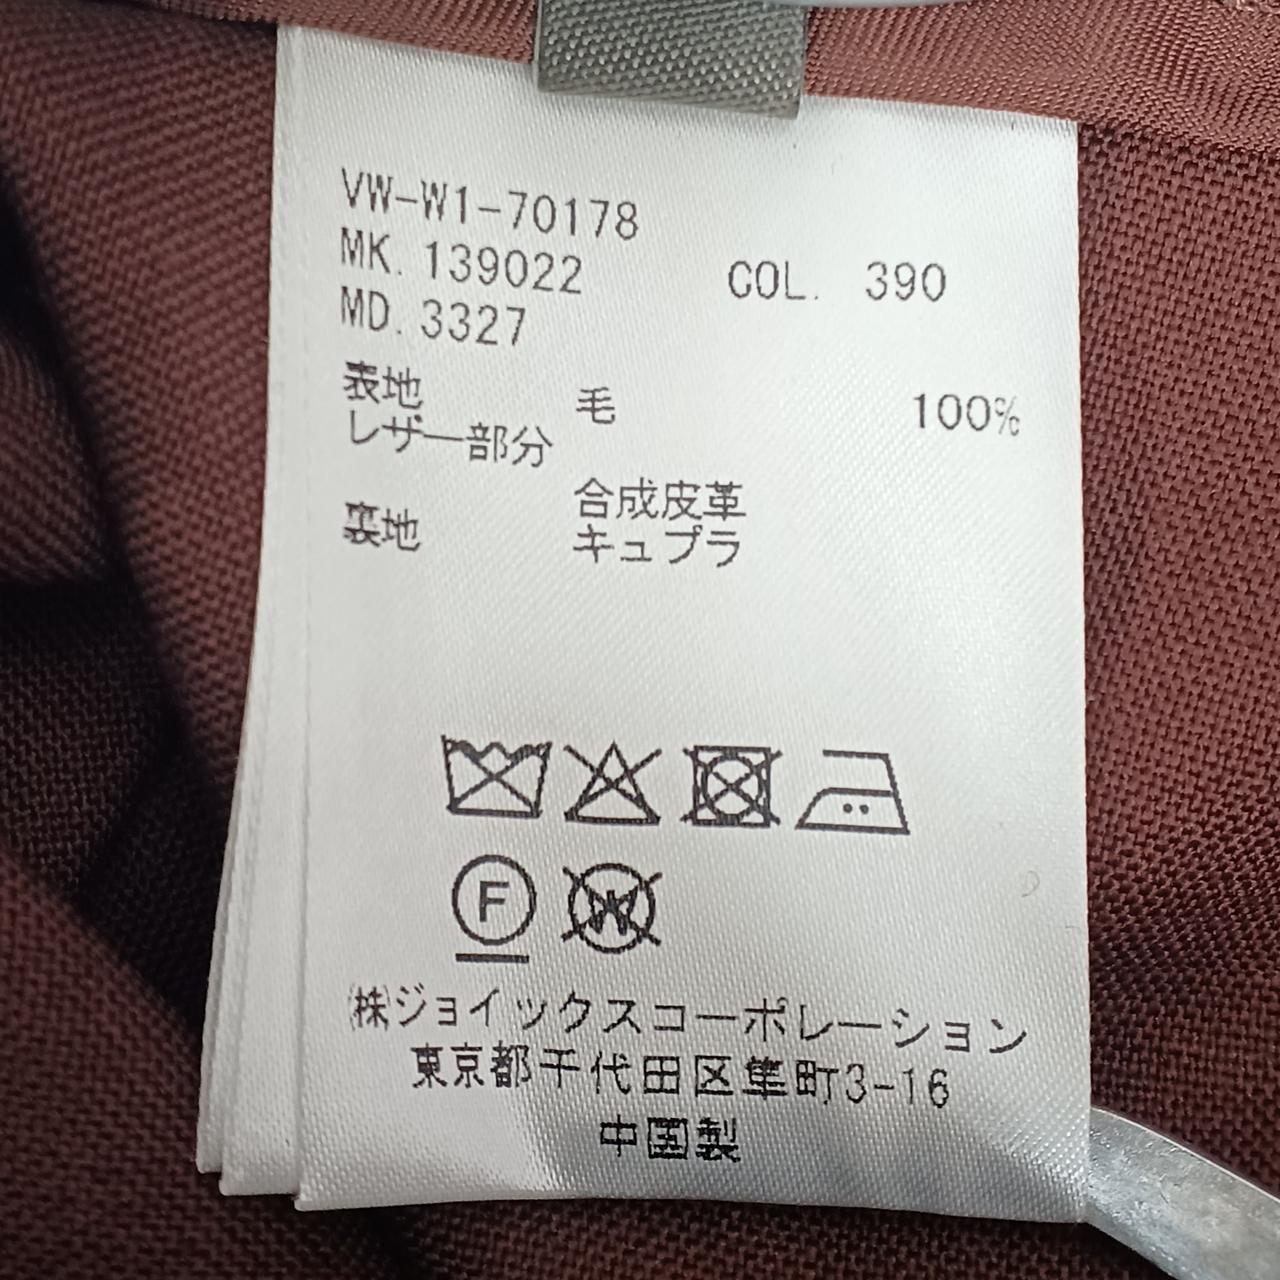 VW-W1-70178
MK. 139022 COL. 390
MD. 3327
表地 毛 100%
レザー部分
合成皮革
裏地 キュプラ
F
W
㈱ジョイックスコーポレーション
東京都千代田区隼町3-16
中国製